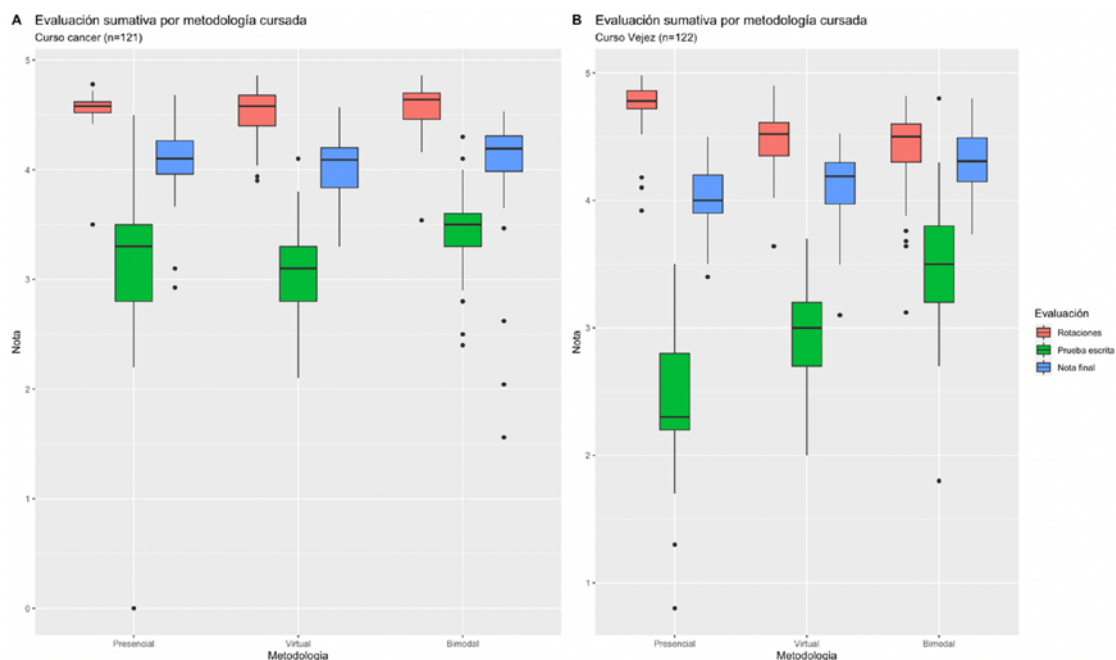 A
Evaluación sumativa por metodología cursada
Curso cancer (n=121)
5
4
3
2
1
0
Nota
Presencial
Virtual
Bimodal
Metodologia
B
Evaluación sumativa por metodología cursada
Curso Vejez (n=122)
5
4
3
2
1
Nota
Presencial
Virtual
Bimodal
Metodologia
Evaluación
Rotaciones
Prueba escrita
Nota final